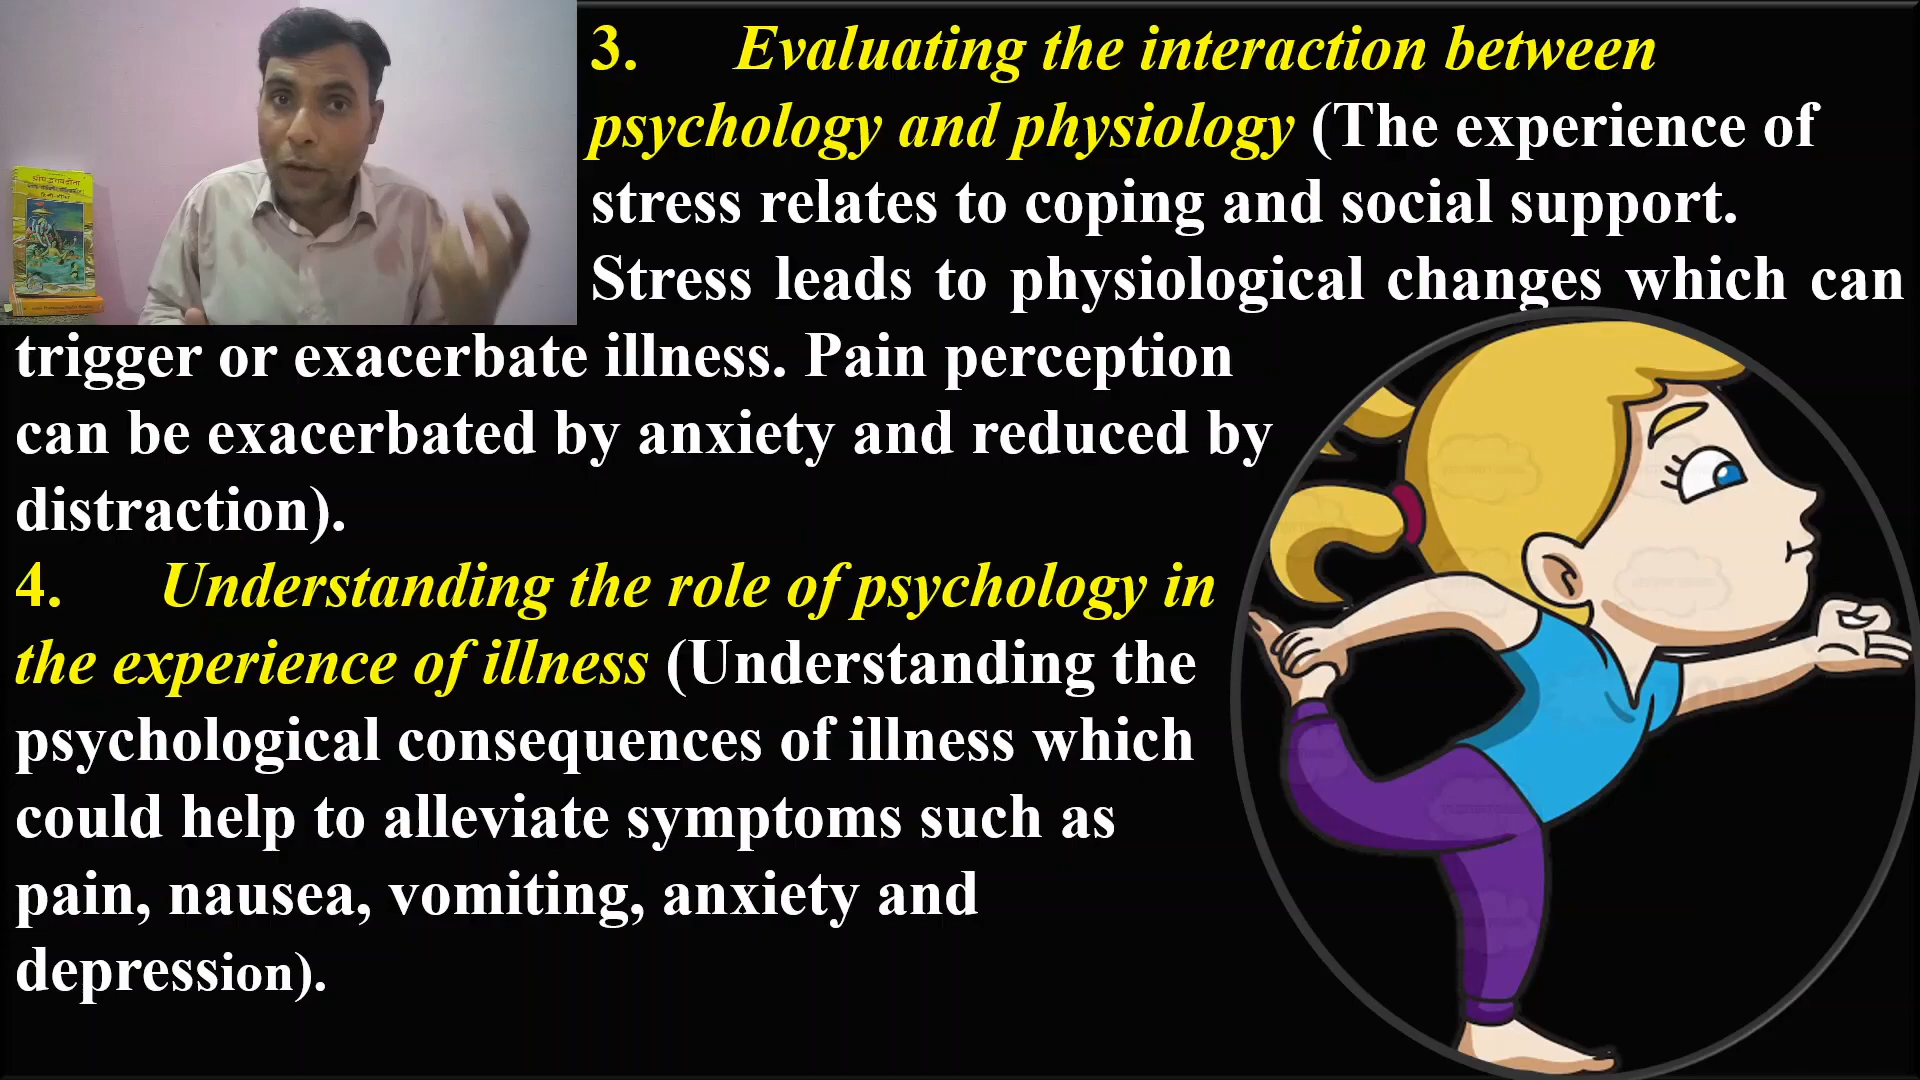 3. Evaluating the interaction between
psychology and physiology (The experience of
stress relates to coping and social support.
Stress leads to physiological changes which can
trigger or exacerbate illness. Pain perception
can be exacerbated by anxiety and reduced by
distraction).
4. Understanding the role of psychology in
the experience of illness (Understanding the
psychological consequences of illness which
could help to alleviate symptoms such as
pain, nausea, vomiting, anxiety and
depression).